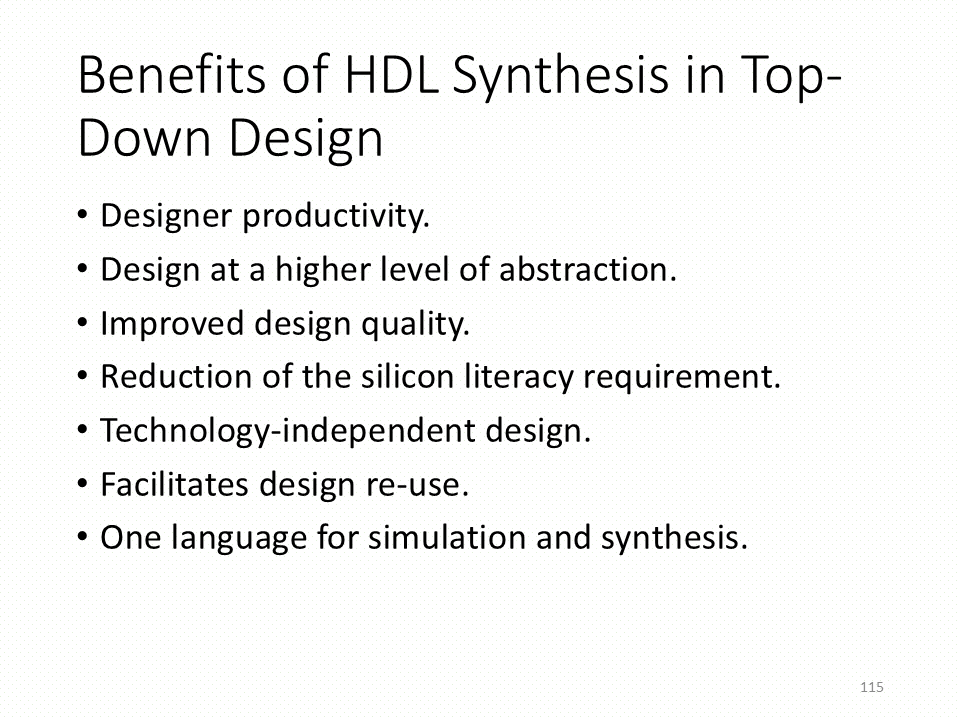 Benefits of HDL Synthesis in Top-
Down Design
• Designer productivity.
• Design at a higher level of abstraction.
• Improved design quality.
• Reduction of the silicon literacy requirement.
• Technology-independent design.
• Facilitates design re-use.
• One language for simulation and synthesis.
115